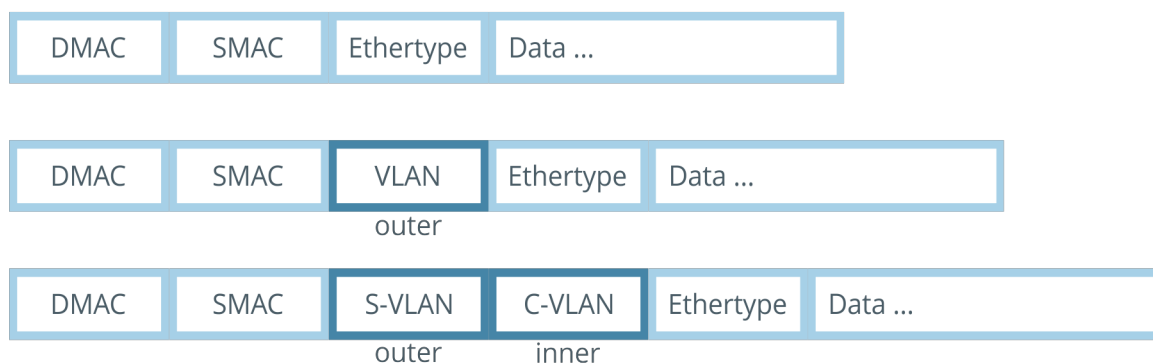 DMAC SMAC Ethertype Data ...
DMAC SMAC VLAN Ethertype Data ...
outer
DMAC SMAC S-VLAN C-VLAN Ethertype Data ...
outer inner